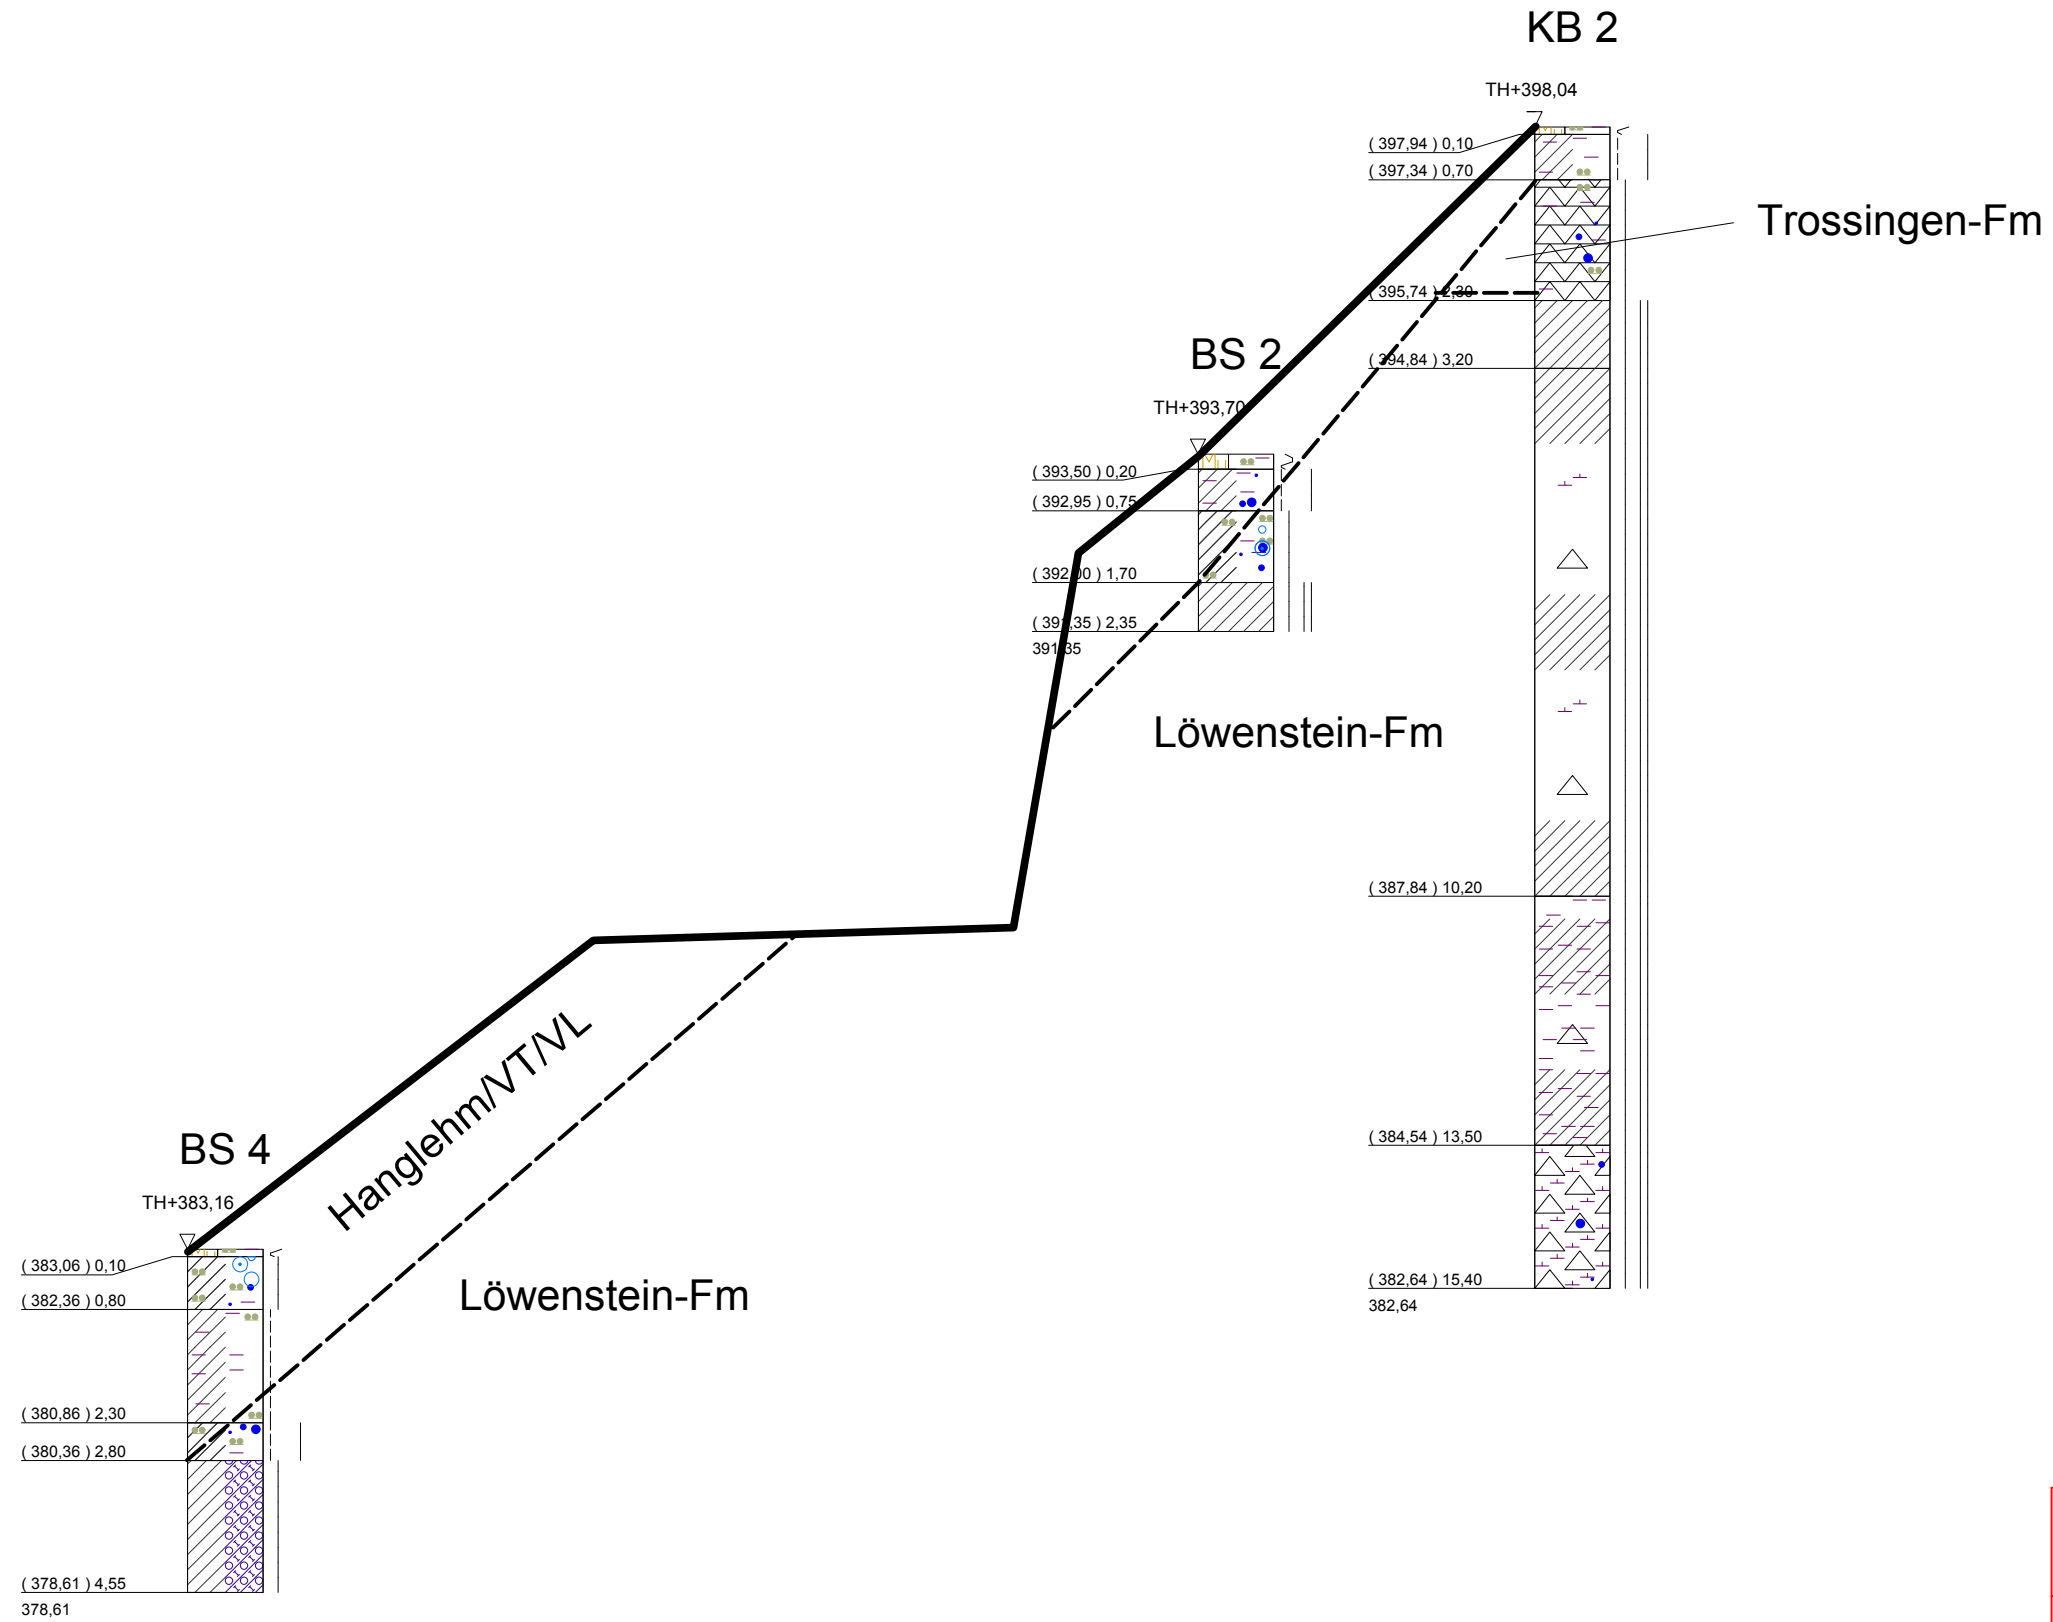 KB 2
TH+398,04
( 397,94 ) 0,10
( 397,34 ) 0,70
Trossingen-Fm
( 395,74 ) 2,30
( 394,84 ) 3,20
BS 2
TH+393,70
( 393,50 ) 0,20
( 392,95 ) 0,75
( 392,00 ) 1,70
( 391,35 ) 2,35
391,35
Löwenstein-Fm
( 387,84 ) 10,20
( 384,54 ) 13,50
( 382,64 ) 15,40
382,64
Hanglehm/VT/VL
BS 4
TH+383,16
( 383,06 ) 0,10
( 382,36 ) 0,80
Löwenstein-Fm
( 380,86 ) 2,30
( 380,36 ) 2,80
( 378,61 ) 4,55
378,61